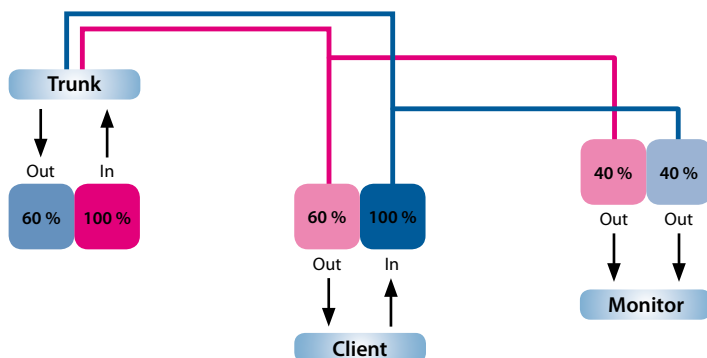 Trunk
Out In
60 % 100 %
60 % 100 %
Out In
Client
40 % 40 %
Out Out
Monitor